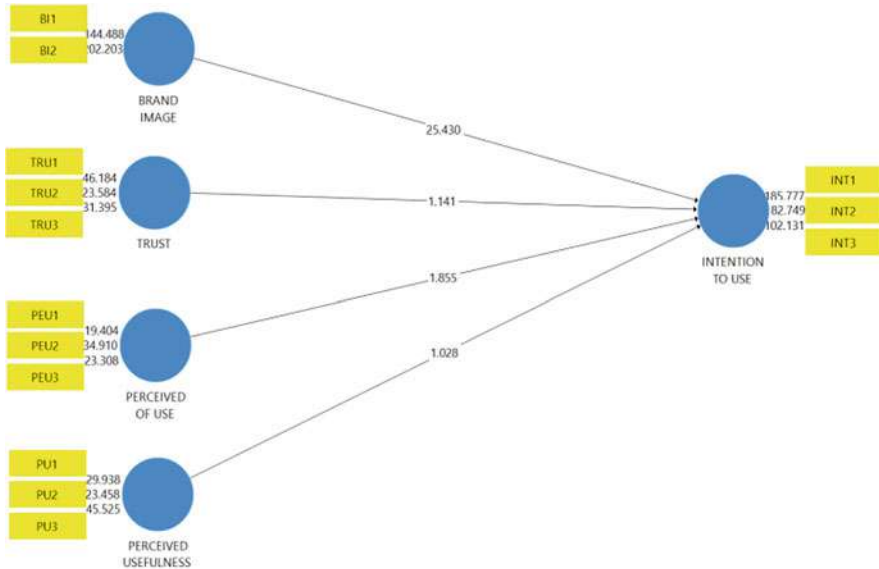 BI1
144.488
BI2
202.203
BRAND
IMAGE
25.430
TRU1
46.184
TRU2
23.584
31.395
TRU3
TRUST
1.141
INT1
185.777
INT2
82.749
102.131
INT3
INTENTION
TO USE
PEU1
19.404
PEU2
34.910
23.308
PEU3
PERCEIVED
OF USE
1.855
1.028
PU1
29.938
PU2
23.458
45.525
PU3
PERCEIVED
USEFULNESS